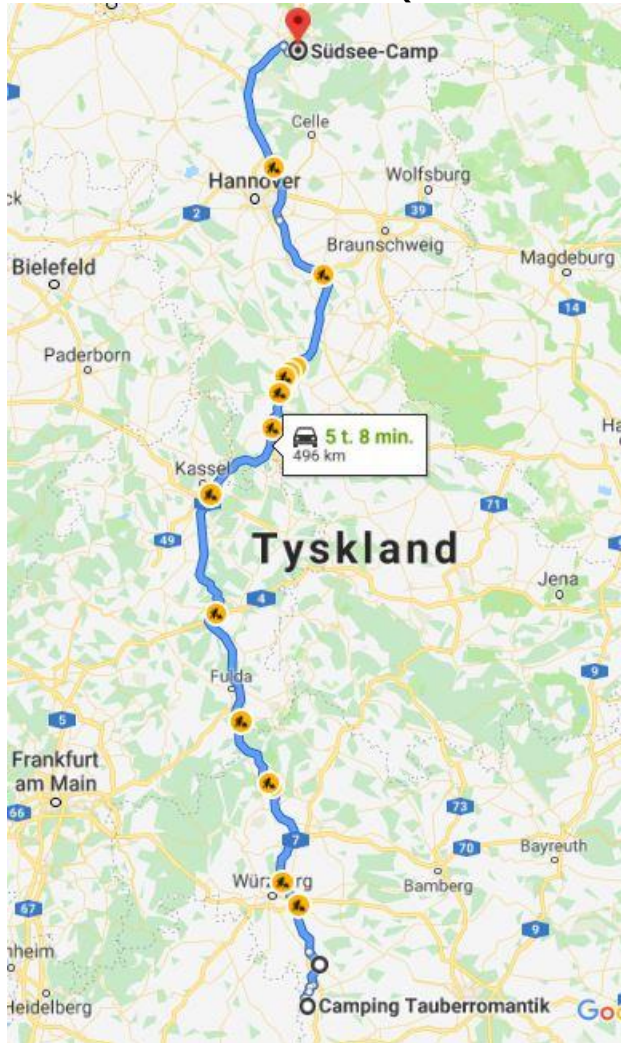 Südsee-Camp
Celle
Hannover
Wolfsburg
2
39
Braunschweig
Bielefeld
Magdeburg
14
Paderborn
5 t. 8 min.
496 km
Kassel
71
49
Tyskland
Jena
4
Fulda
9
5
Frankfurt
am Main
73
66
7
70
Bayreuth
Bamberg
67
9
Camping Tauberromantik
Heidelberg